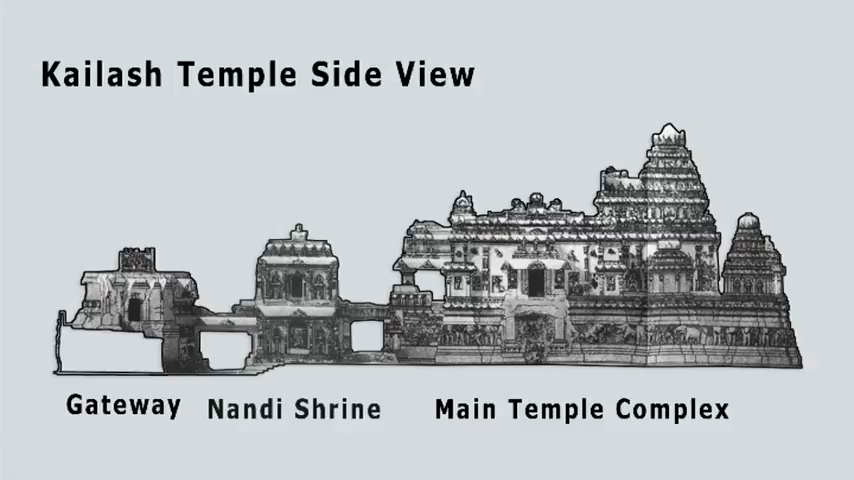 Kailash Temple Side View
Gateway
Nandi Shrine
Main Temple Complex